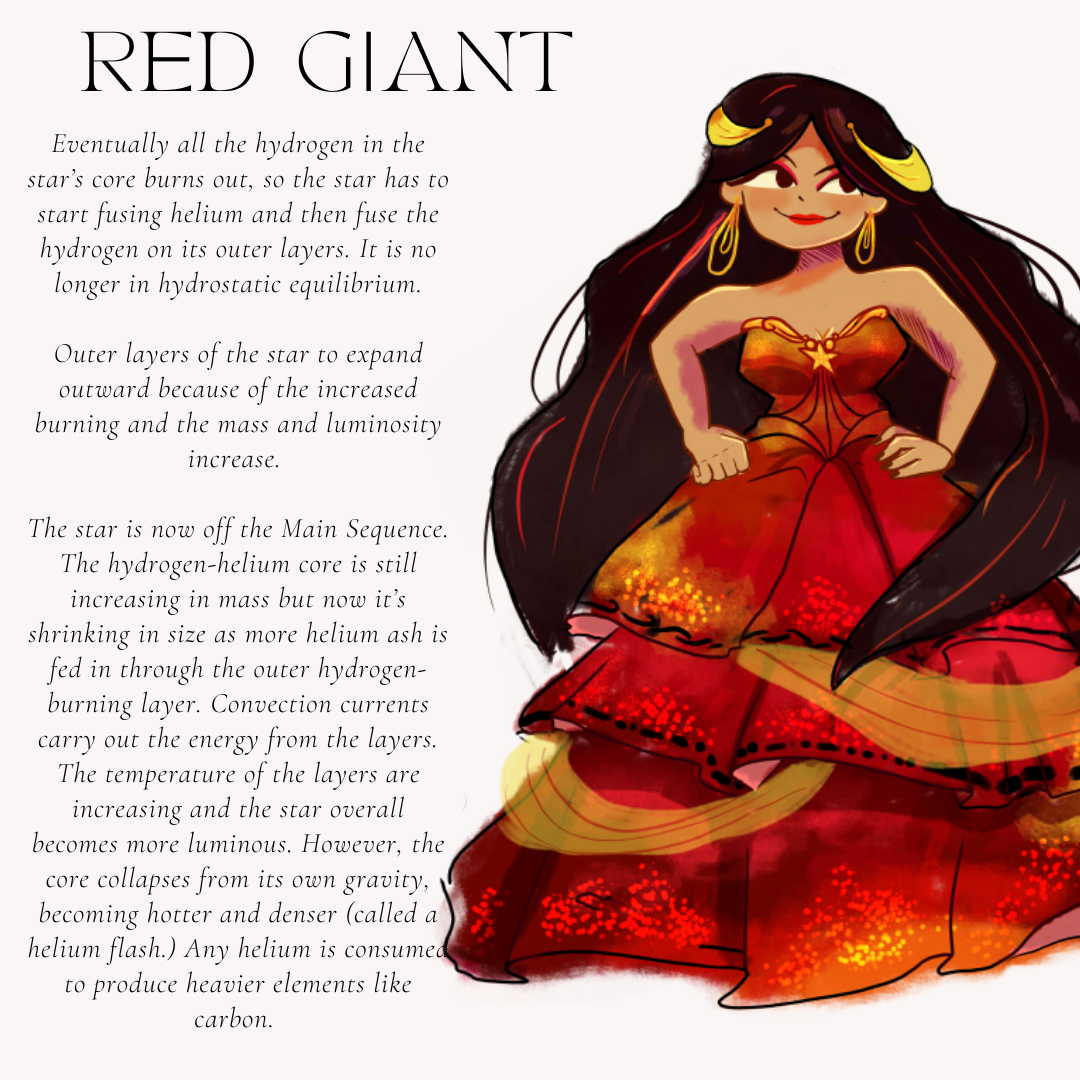 RED GIANT
Eventually all the hydrogen in the
star’s core burns out, so the star has to
start fusing helium and then fuse the
hydrogen on its outer layers. It is no
longer in hydrostatic equilibrium.
Outer layers of the star to expand
outward because of the increased
burning and the mass and luminosity
increase.
The star is now off the Main Sequence.
The hydrogen-helium core is still
increasing in mass but now it’s
shrinking in size as more helium ash is
fed in through the outer hydrogen-
burning layer. Convection currents
carry out the energy from the layers.
The temperature of the layers are
increasing and the star overall
becomes more luminous. However, the
core collapses from its own gravity,
becoming hotter and denser (called a
helium flash.) Any helium is consumed
to produce heavier elements like
carbon.